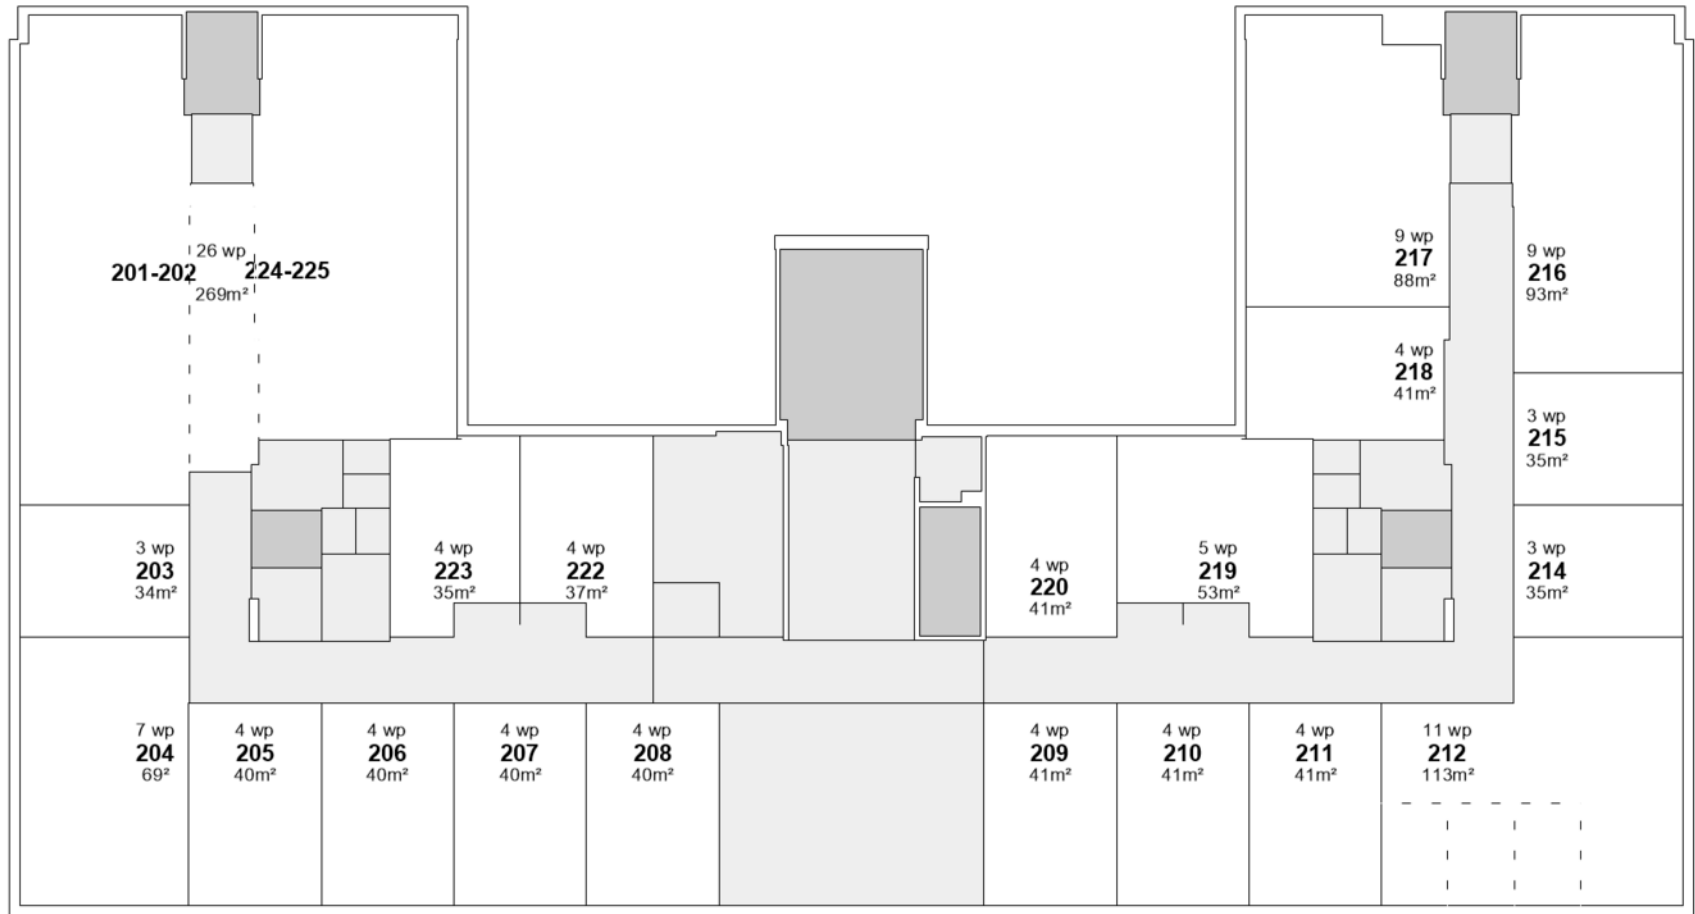 26 wp
201-202 224-225
269m²
9 wp
217
88m²
9 wp
216
93m²
4 wp
218
41m²
3 wp
215
35m²
3 wp
203
34m²
4 wp
223
35m²
4 wp
222
37m²
4 wp
220
41m²
5 wp
219
53m²
3 wp
214
35m²
7 wp
204
69²
4 wp
205
40m²
4 wp
206
40m²
4 wp
207
40m²
4 wp
208
40m²
4 wp
209
41m²
4 wp
210
41m²
4 wp
211
41m²
11 wp
212
113m²